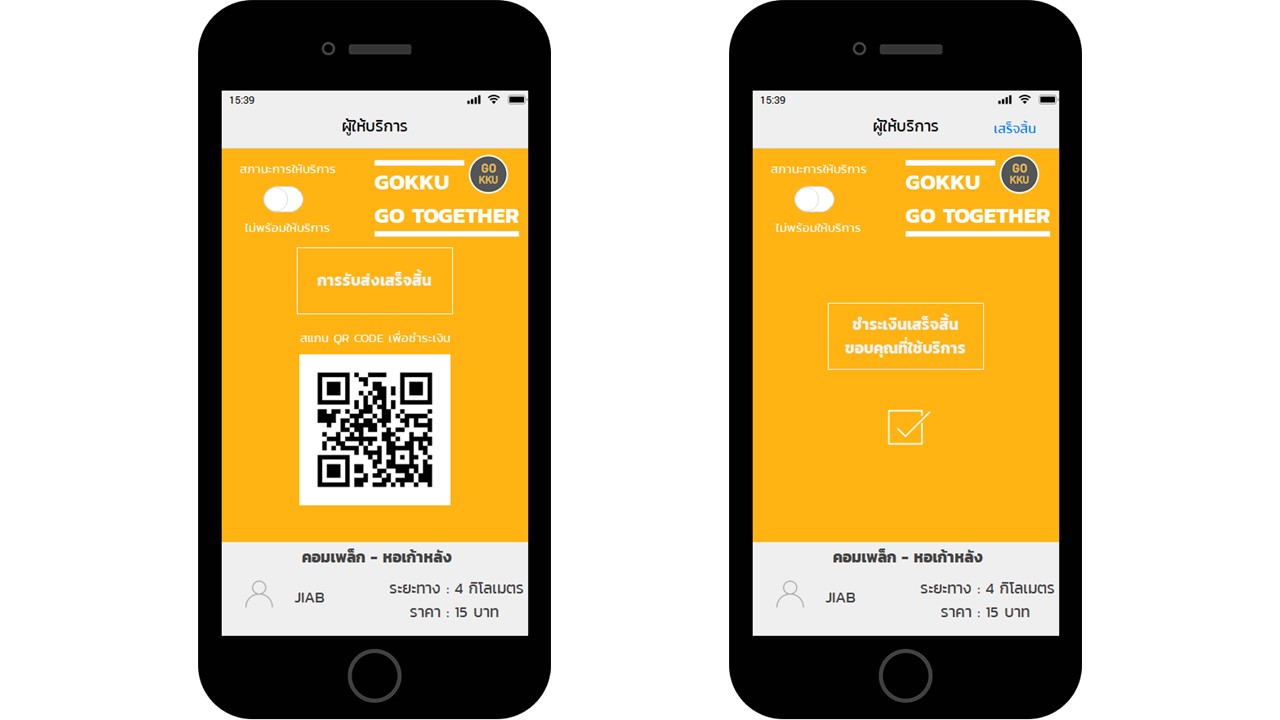 15:39
ผู้ให้บริการ
สถานะการให้บริการ
ไม่พร้อมให้บริการ
GOKKU
GO TOGETHER
GO
KKU
การรับส่งเสร็จสิ้น
สแกน QR CODE เพื่อชำระเงิน
คอมเพล็ก - หอเก้าหลัง
JIAB
ระยะทาง : 4 กิโลเมตร
ราคา : 15 บาท
15:39
ผู้ให้บริการ
เสร็จสิ้น
สถานะการให้บริการ
ไม่พร้อมให้บริการ
GOKKU
GO TOGETHER
GO
KKU
ชำระเงินเสร็จสิ้น
ขอบคุณที่ใช้บริการ
คอมเพล็ก - หอเก้าหลัง
JIAB
ระยะทาง : 4 กิโลเมตร
ราคา : 15 บาท